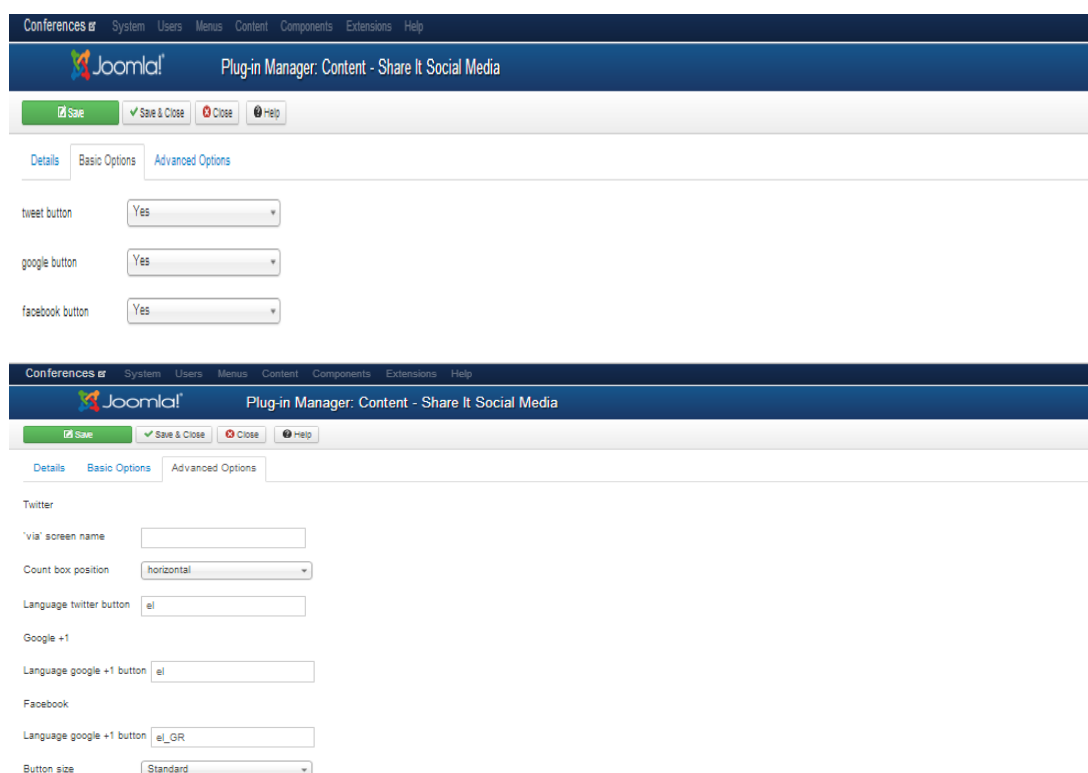 Conferences System Users Menus Content Components Extensions Help
Joomla! Plug-in Manager: Content - Share It Social Media
Save Save & Close Close Help
Details Basic Options Advanced Options
tweet button Yes
google button Yes
facebook button Yes
Conferences System Users Menus Content Components Extensions Help
Joomla! Plug-in Manager: Content - Share It Social Media
Save Save & Close Close Help
Details Basic Options Advanced Options
Twitter
'via' screen name
Count box position horizontal
Language twitter button el
Google +1
Language google +1 button el
Facebook
Language google +1 button el_GR
Button size Standard